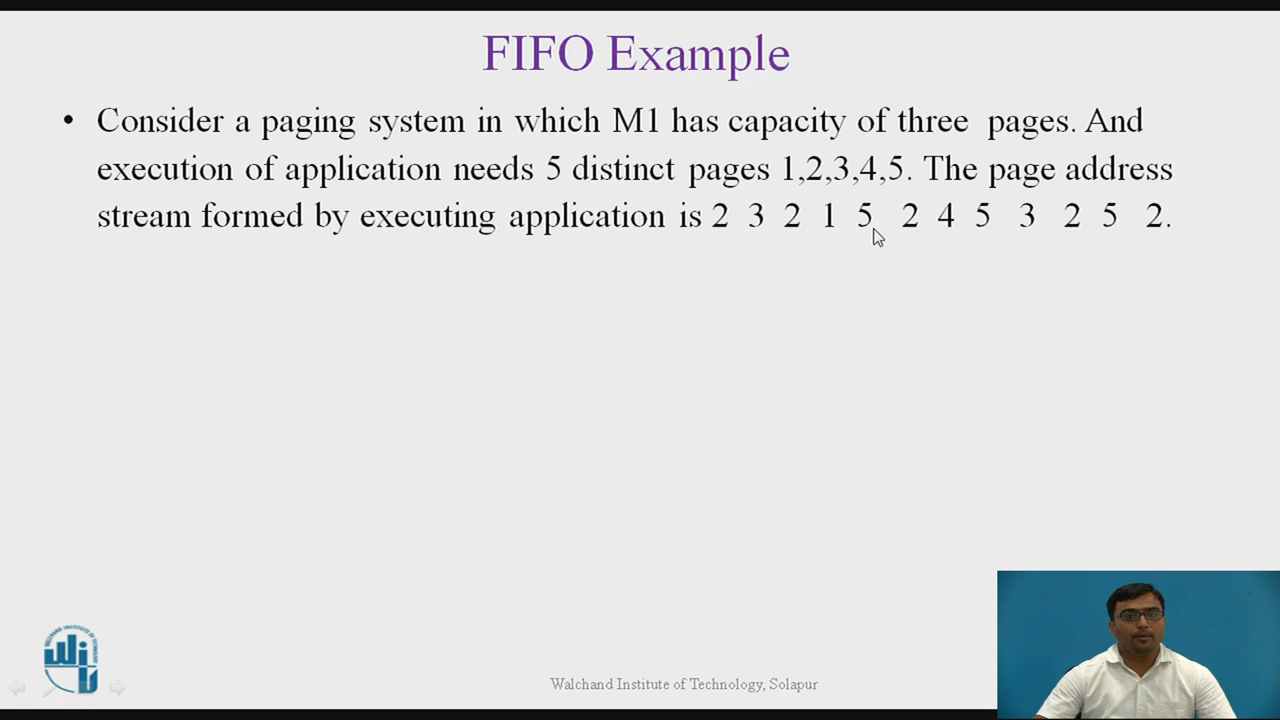 FIFO Example
• Consider a paging system in which M1 has capacity of three pages. And
execution of application needs 5 distinct pages 1,2,3,4,5. The page address
stream formed by executing application is 2 3 2 1 5 2 4 5 3 2 5 2.
Walchand Institute of Technology, Solapur